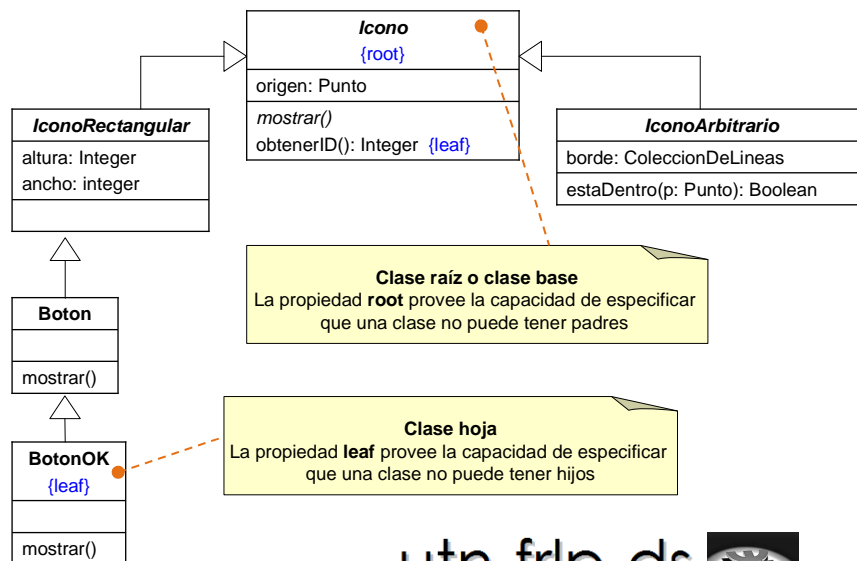 Icono
{root}
origen: Punto
mostrar()
obtenerID(): Integer {leaf}
IconoRectangular
altura: Integer
ancho: integer
IconoArbitrario
borde: ColeccionDeLineas
estaDentro(p: Punto): Boolean
Clase raíz o clase base
La propiedad root provee la capacidad de especificar
que una clase no puede tener padres
Boton
mostrar()
Clase hoja
La propiedad leaf provee la capacidad de especificar
que una clase no puede tener hijos
BotonOK
{leaf}
mostrar()
utn frlp ds